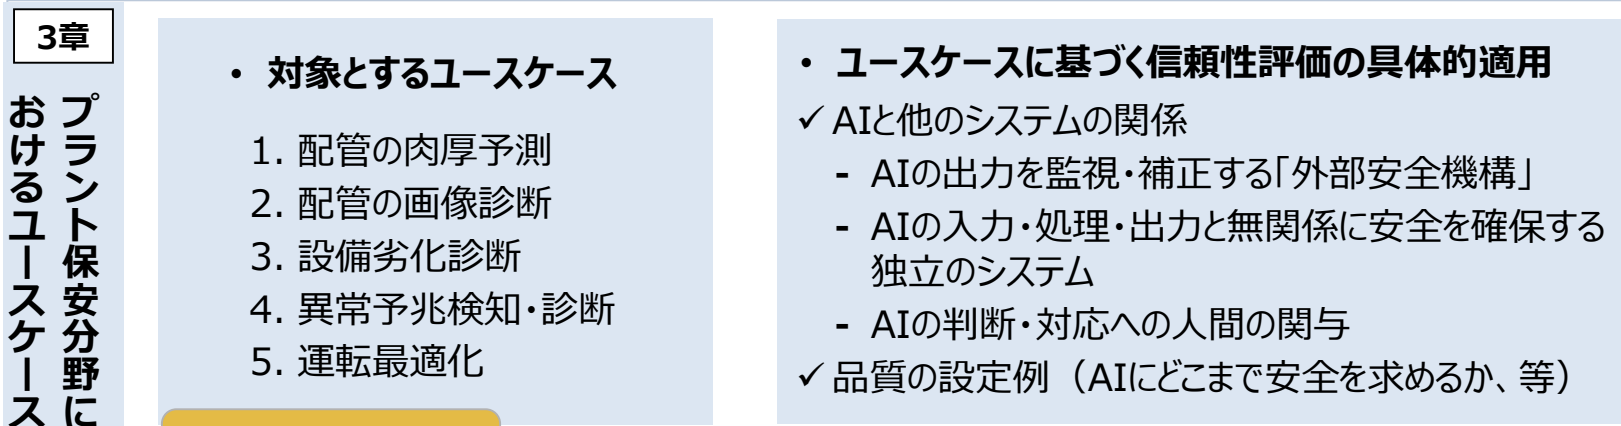 3章
プラント保安分野に
おけるユースケース
• 対象とするユースケース
1. 配管の肉厚予測
2. 配管の画像診断
3. 設備劣化診断
4. 異常予兆検知・診断
5. 運転最適化
• ユースケースに基づく信頼性評価の具体的適用
✓ AIと他のシステムの関係
- AIの出力を監視・補正する「外部安全機構」
- AIの入力・処理・出力と無関係に安全を確保する
独立のシステム
- AIの判断・対応への人間の関与
✓ 品質の設定例（AIにどこまで安全を求めるか、等）